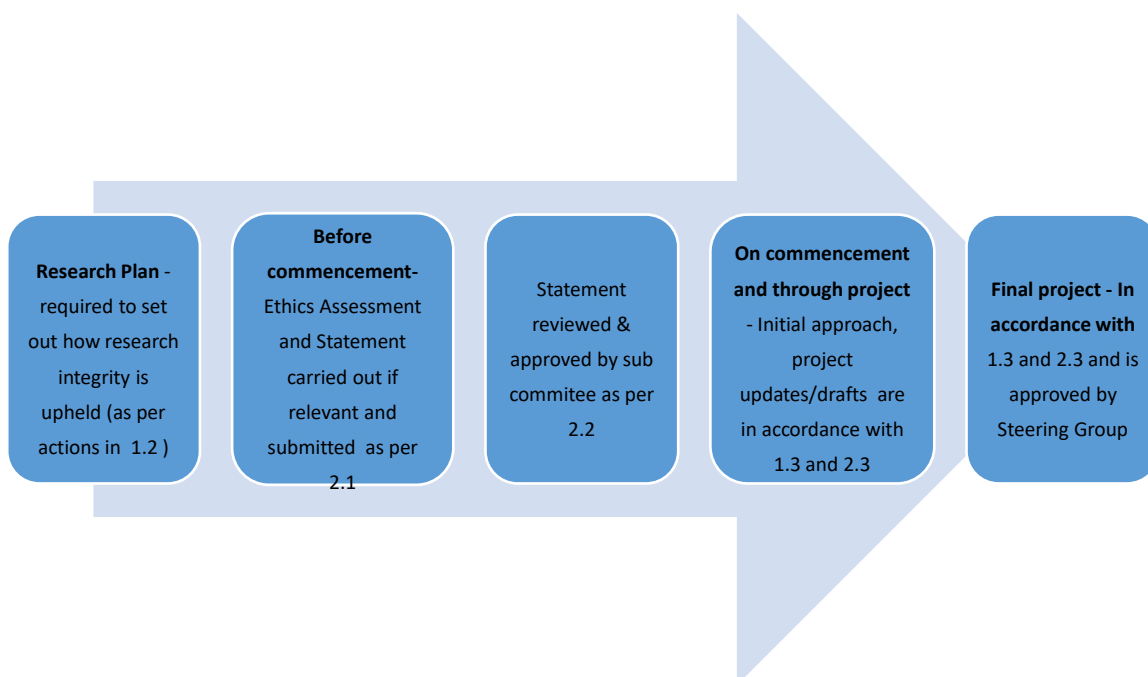 Research Plan -
required to set
out how research
integrity is
upheld (as per
actions in 1.2 )
Before
commencement-
Ethics Assessment
and Statement
carried out if
relevant and
submitted as per
2.1
Statement
reviewed &
approved by sub
commitee as per
2.2
On commencement
and through project
- Initial approach,
project
updates/drafts are
in accordance with
1.3 and 2.3
Final project - In
accordance with
1.3 and 2.3 and is
approved by
Steering Group